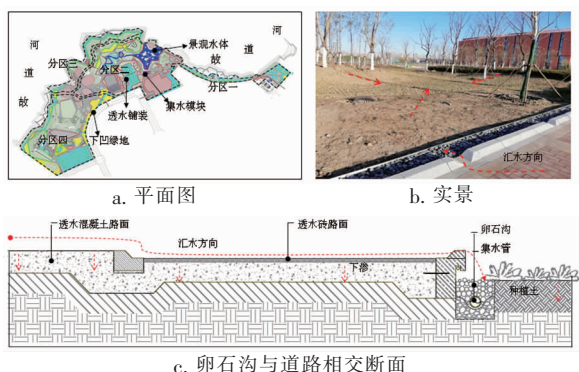 河道故
河道故
景观水体
分区三
分区二
分区一
集水模块
透水铺装
分区四
下凹绿地
a. 平面图
汇水方向
b. 实景
透水混凝土路面
汇水方向
透水砖路面
卵石沟
集水管
下渗
种植土
c. 卵石沟与道路相交断面